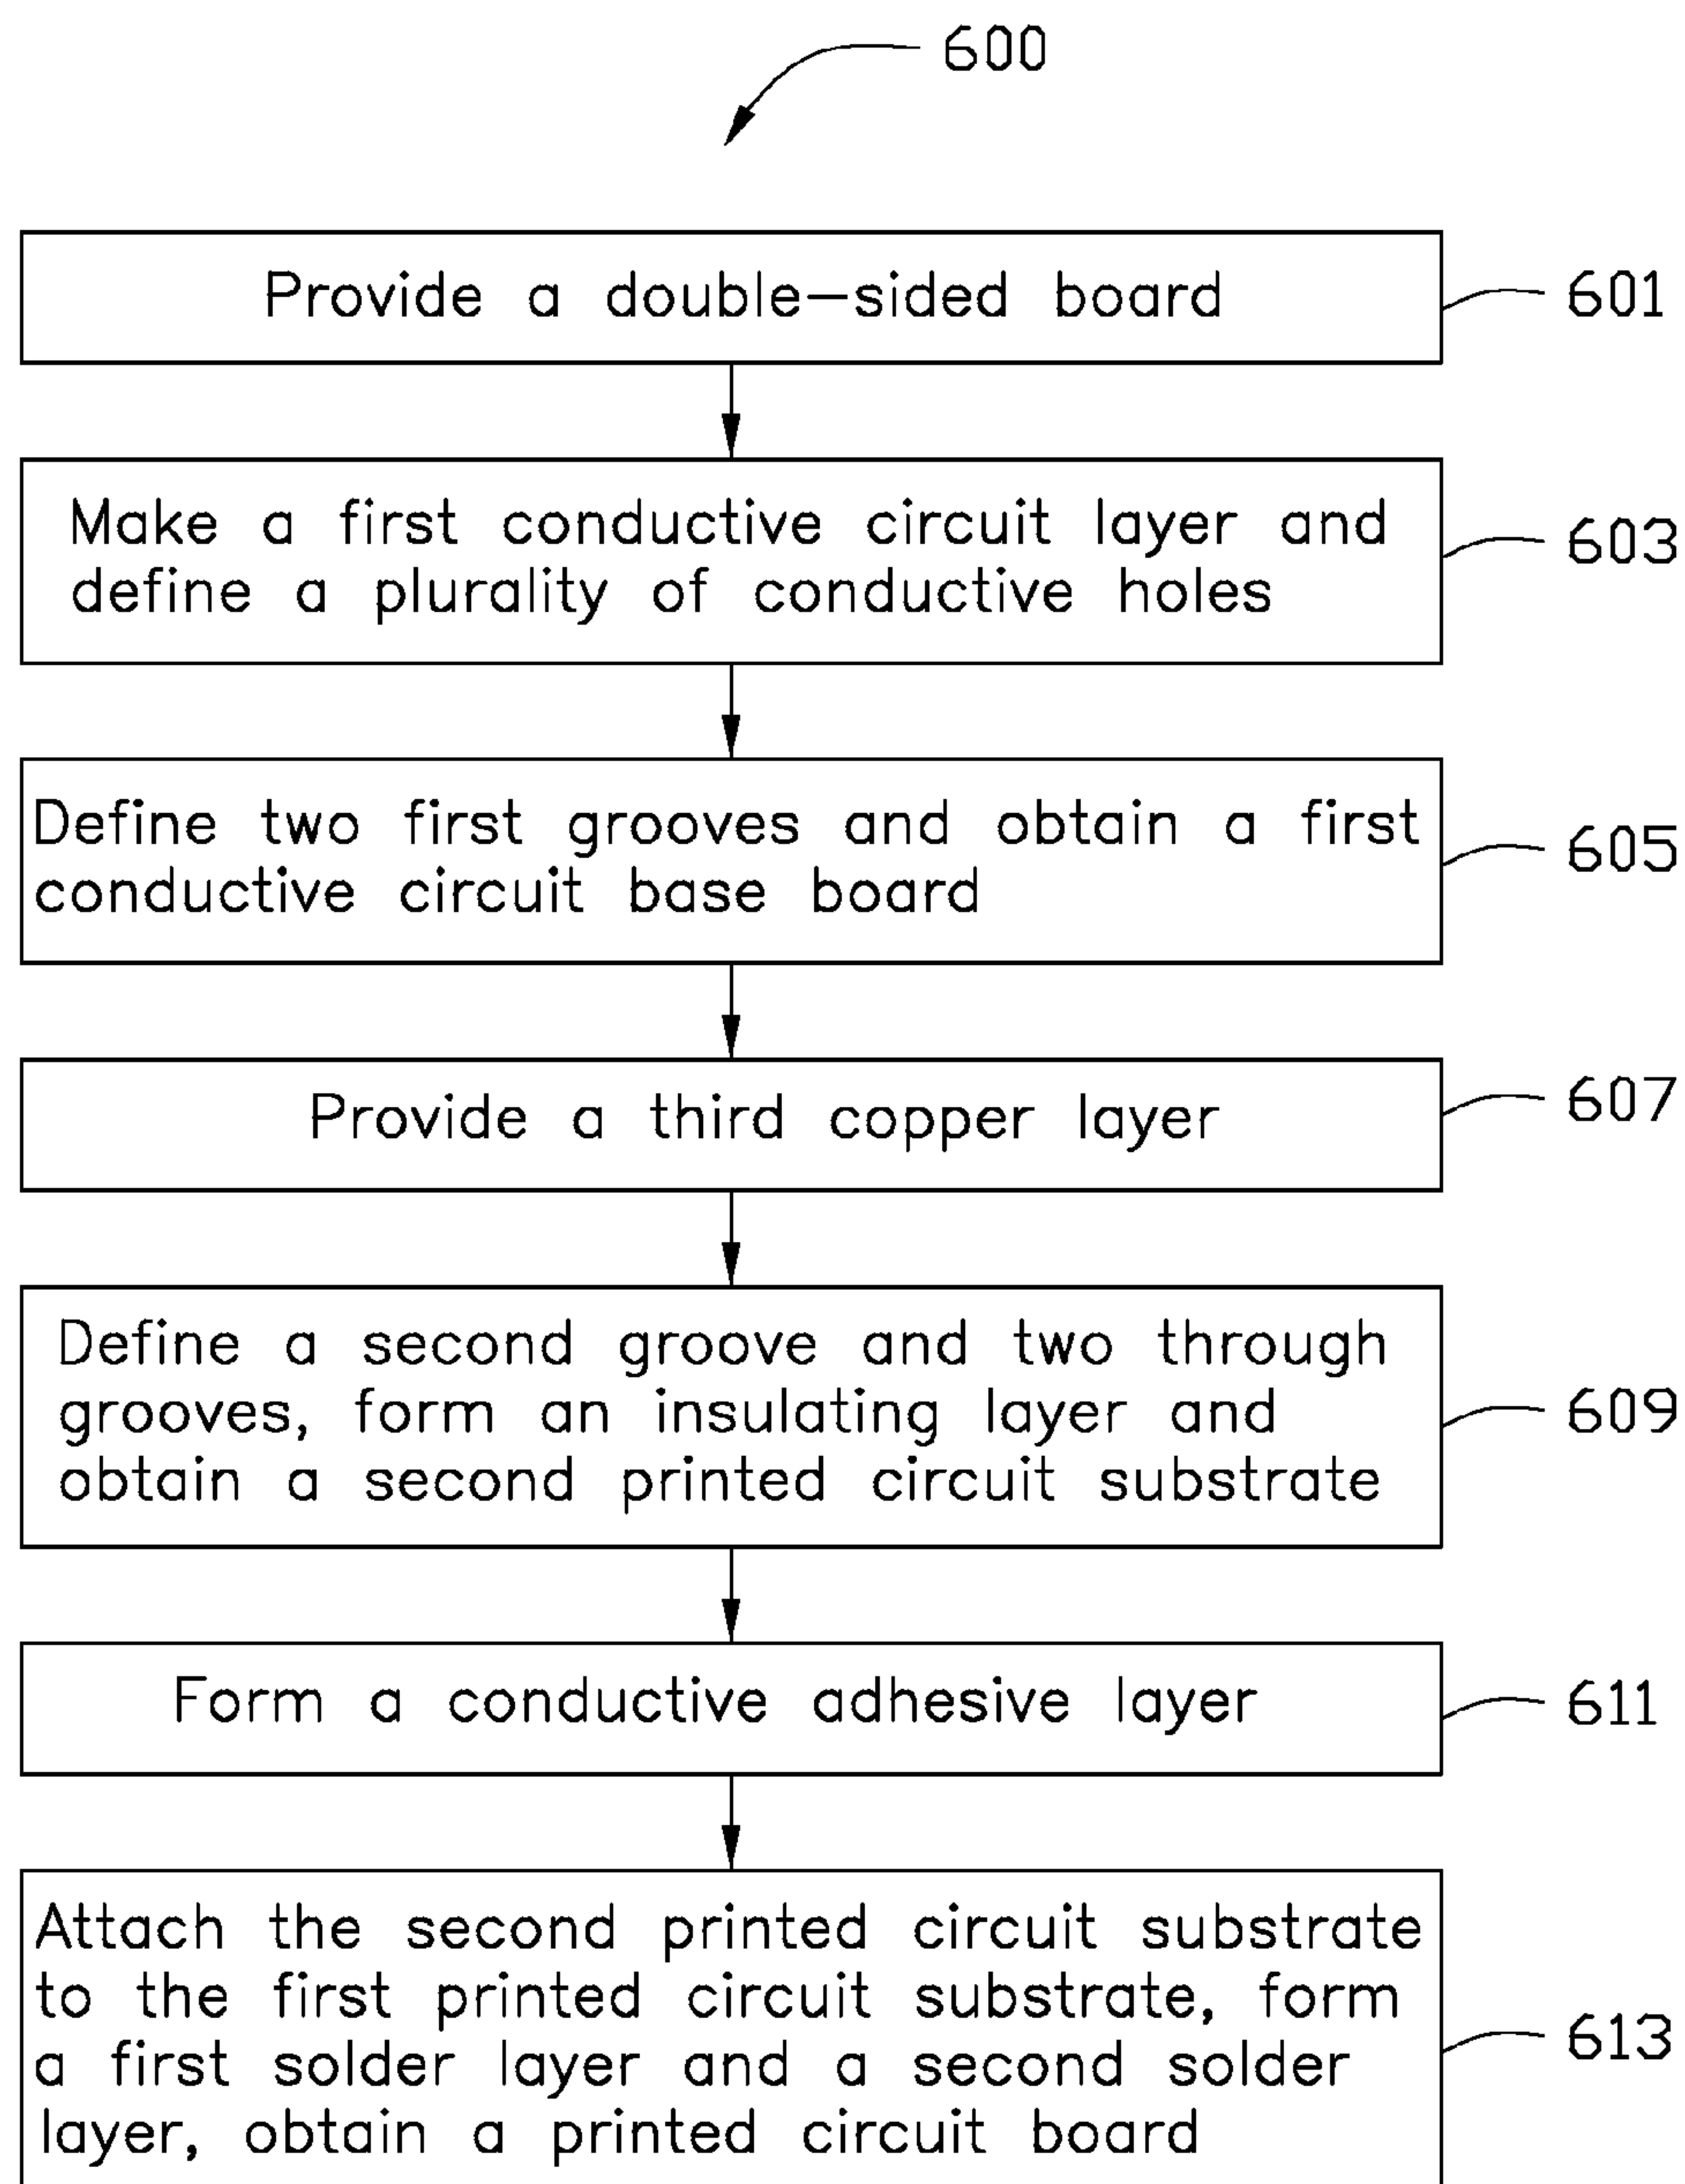 600
Provide a double-sided board
601
Make a first conductive circuit layer and
define a plurality of conductive holes
603
Define two first grooves and obtain a first
conductive circuit base board
605
Provide a third copper layer
607
Define a second groove and two through
grooves, form an insulating layer and
obtain a second printed circuit substrate
609
Form a conductive adhesive layer
611
Attach the second printed circuit substrate
to the first printed circuit substrate, form
a first solder layer and a second solder
layer, obtain a printed circuit board
613